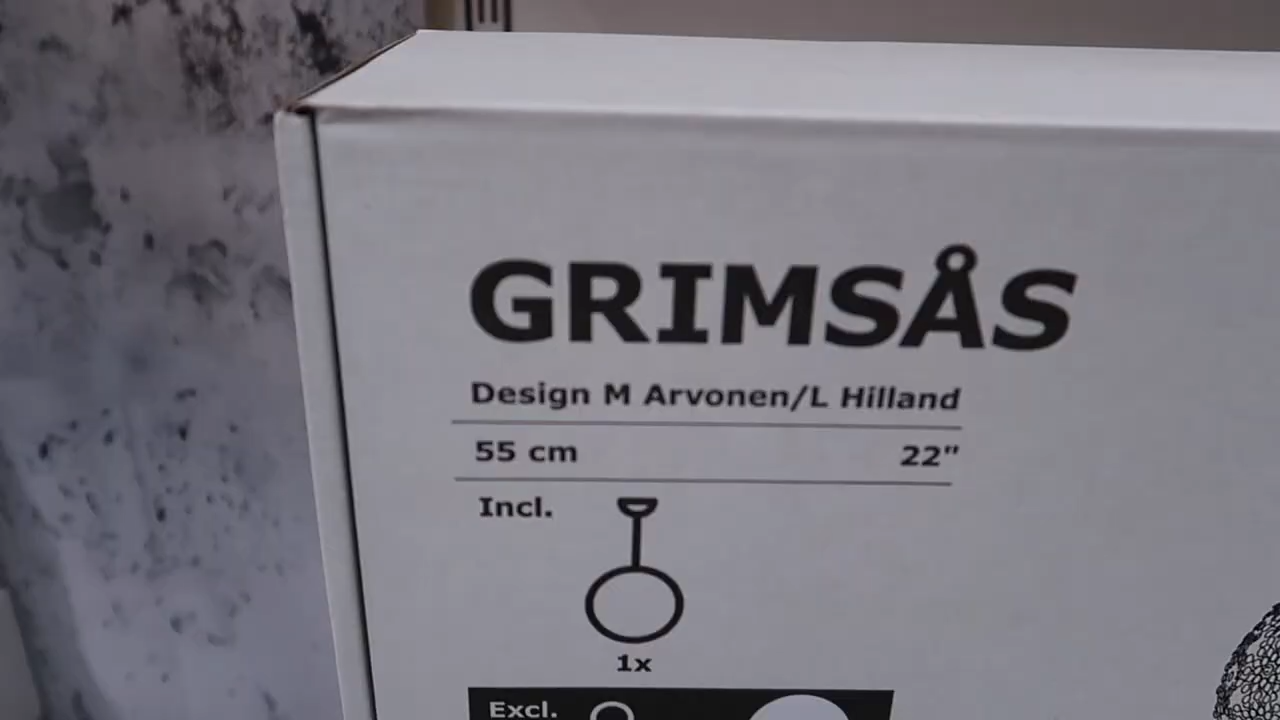 GRIMSÅS
Design M Arvonen/L Hilland
55 cm 22"
Incl.
1x
Excl.